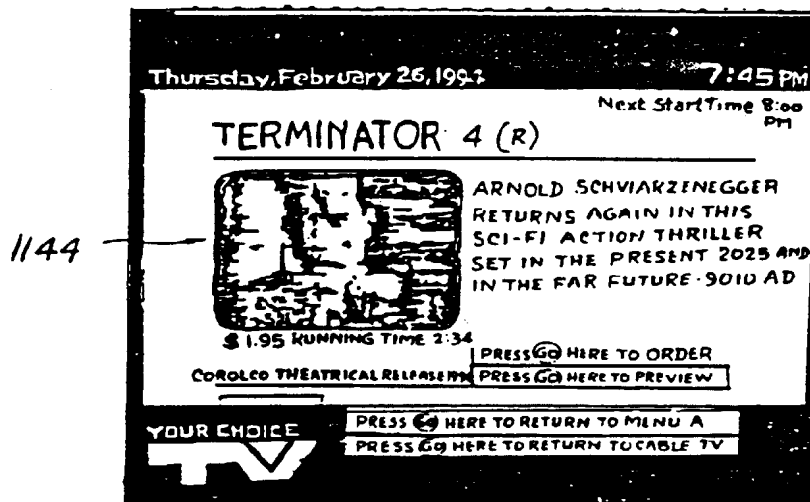 Thursday, February 26, 199
7:45 PM
Next Start Time 8:00 PM
TERMINATOR 4 (R)
1144
ARNOLD SCHVIARZENEGGER
RETURNS AGAIN IN THIS
SCI-FI ACTION THRILLER
SET IN THE PRESENT 2025 AND
IN THE FAR FUTURE-9010 AD
$1.95 RUNNING TIME 2:34
PRESS GO HERE TO ORDER
COROLCO THEATRICAL RELEASE
PRESS GO HERE TO PREVIEW
YOUR CHOICE
TV
PRESS GO HERE TO RETURN TO MENU A
PRESS GO HERE TO RETURN TO CABLE TV